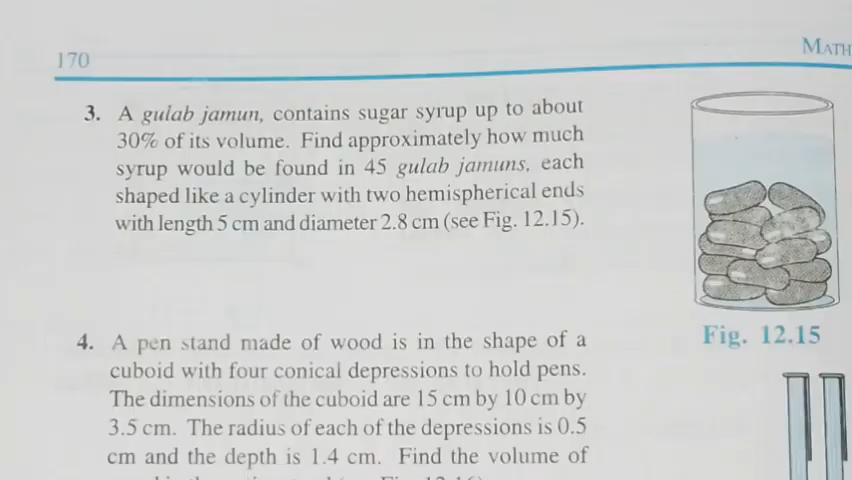 170
MATH
3. A gulab jamun, contains sugar syrup up to about
30% of its volume. Find approximately how much
syrup would be found in 45 gulab jamuns, each
shaped like a cylinder with two hemispherical ends
with length 5 cm and diameter 2.8 cm (see Fig. 12.15).
Fig. 12.15
4. A pen stand made of wood is in the shape of a
cuboid with four conical depressions to hold pens.
The dimensions of the cuboid are 15 cm by 10 cm by
3.5 cm. The radius of each of the depressions is 0.5
cm and the depth is 1.4 cm. Find the volume of